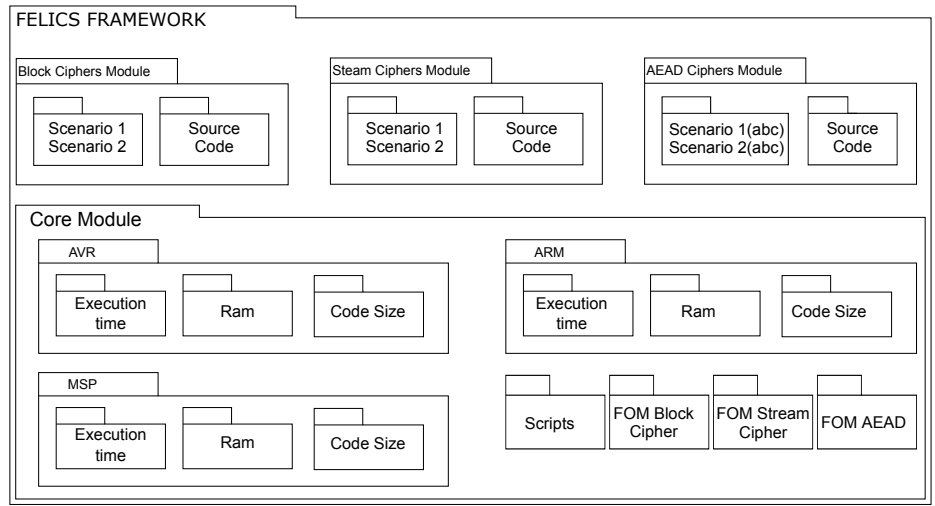 FELICS FRAMEWORK
Block Ciphers Module
Scenario 1
Scenario 2
Source
Code
Steam Ciphers Module
Scenario 1
Scenario 2
Source
Code
AEAD Ciphers Module
Scenario 1(abc)
Scenario 2(abc)
Source
Code
Core Module
AVR
Execution
time
Ram
Code Size
ARM
Execution
time
Ram
Code Size
MSP
Execution
time
Ram
Code Size
Scripts
FOM Block
Cipher
FOM Stream
Cipher
FOM AEAD